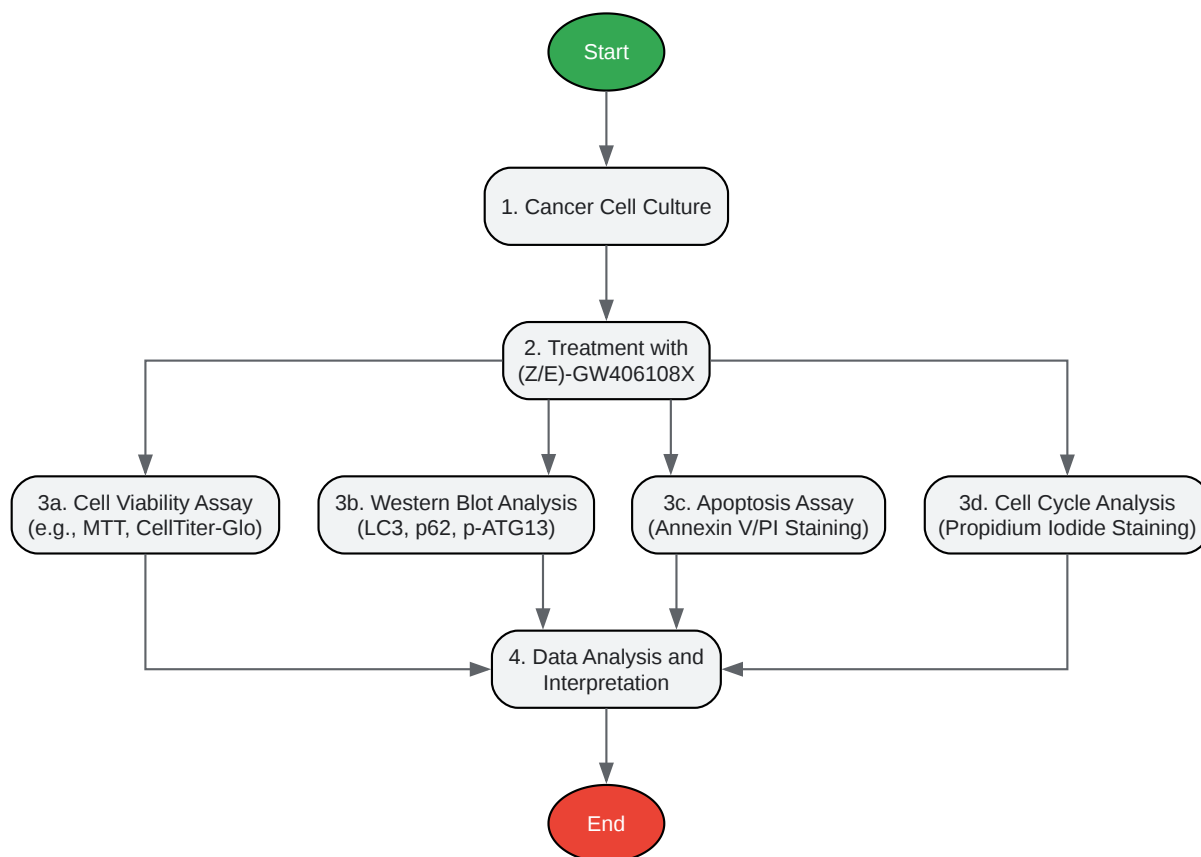 Start
1. Cancer Cell Culture
2. Treatment with
(Z/E)-GW406108X
3a. Cell Viability Assay
(e.g., MTT, CellTiter-Glo)
3b. Western Blot Analysis
(LC3, p62, p-ATG13)
3c. Apoptosis Assay
(Annexin V/PI Staining)
3d. Cell Cycle Analysis
(Propidium Iodide Staining)
4. Data Analysis and
Interpretation
End